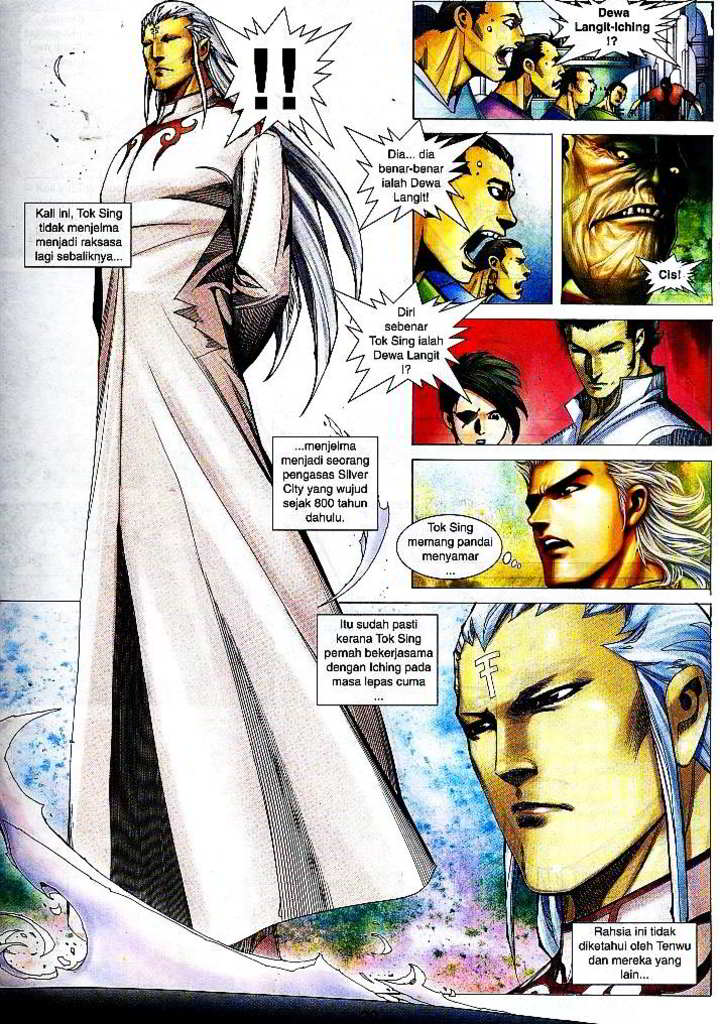 !!
Kali ini, Tok Sing
tidak menjelma
menjadi raksasa
lagi sebaliknya...
Dewa
Langit-Iching
!?
Dia... dia
benar-benar
ialah Dewa
Langit!
Cis!
Diri
sebenar
Tok Sing ialah
Dewa Langit
!?
...menjelma
menjadi seorang
pengasas Silver
City yang wujud
sejak 800 tahun
dahulu.
Tok Sing
memang pandai
menyamar
...
Itu sudah pasti
kerana Tok Sing
pernah bekerjasama
dengan Iching pada
masa lepas cuma
...
Rahsia ini tidak
diketahui oleh Tenwu
dan mereka yang
lain...